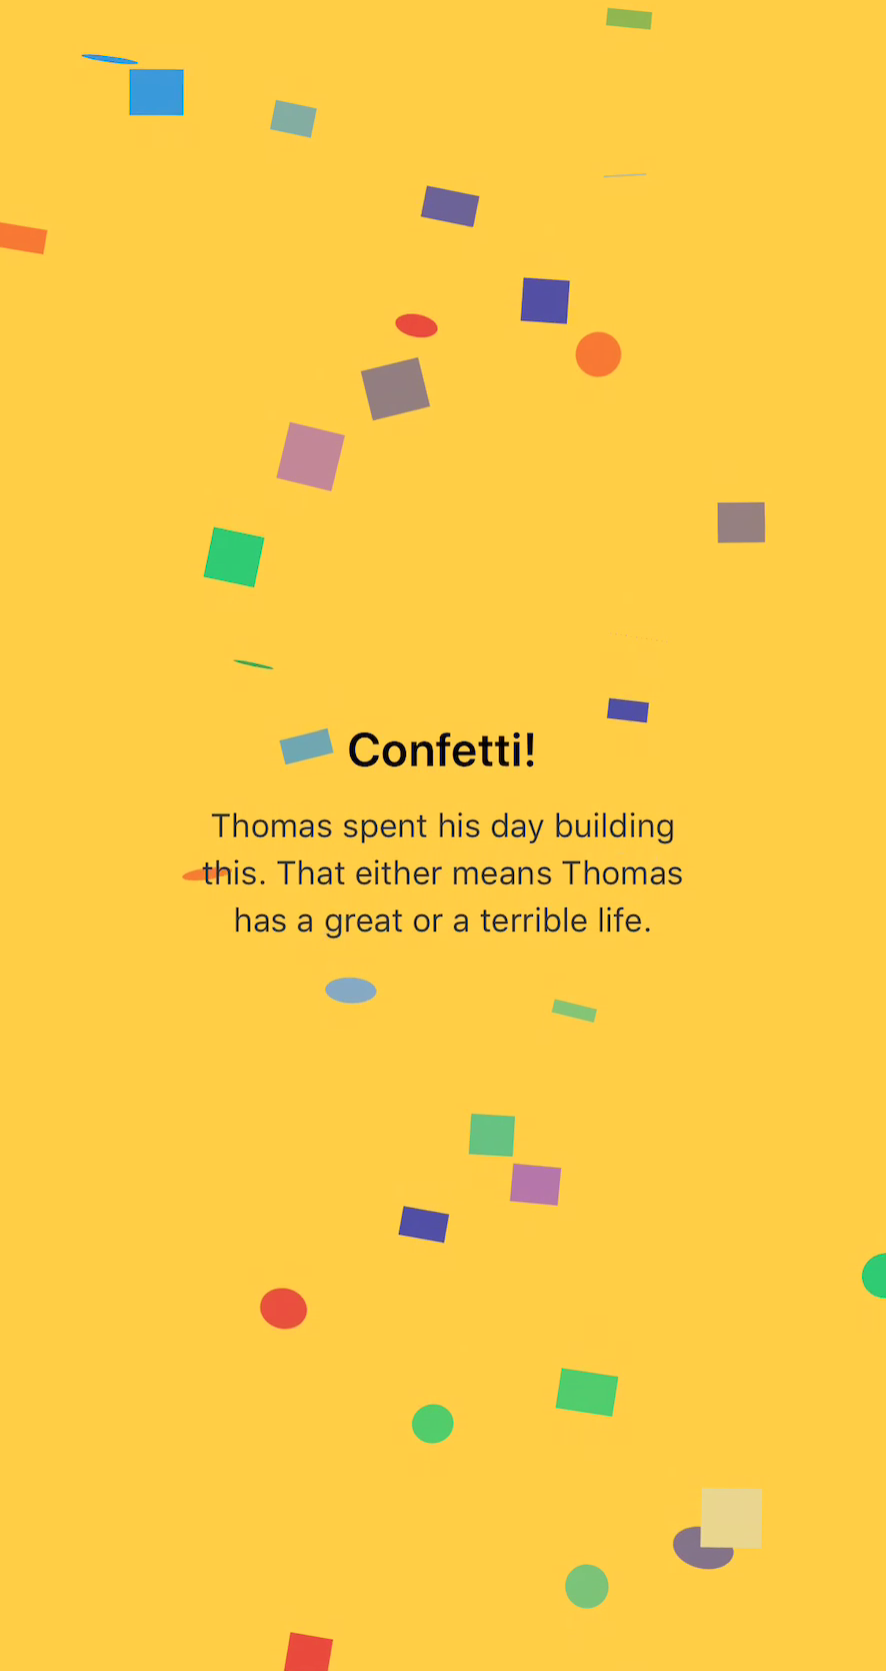 Confetti!
Thomas spent his day building
this. That either means Thomas
has a great or a terrible life.